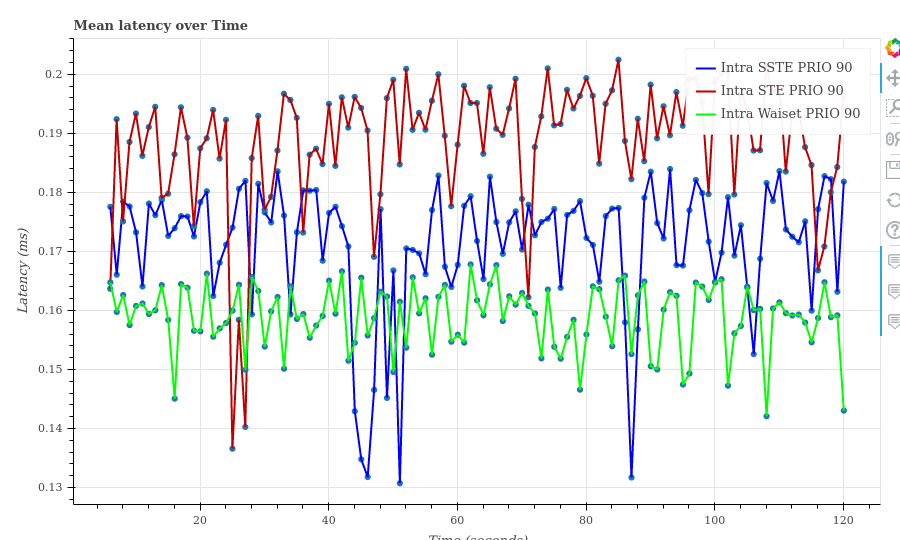 Mean latency over Time
Intra SSTE PRIO 90
Intra STE PRIO 90
Intra Waiset PRIO 90
0.2
0.19
0.18
0.17
0.16
0.15
0.14
0.13
Latency (ms)
20
40
60
80
100
120
Time (seconds)